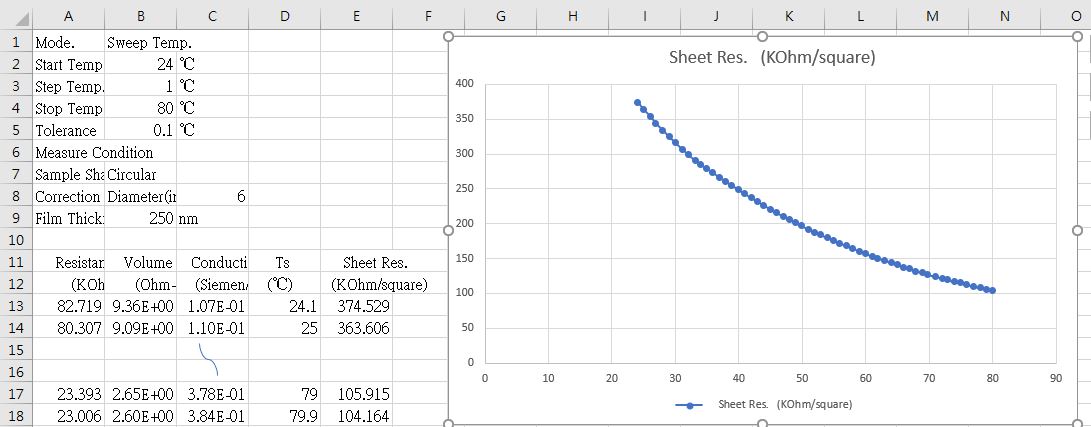 A B C D E F G H I J K L M N O
1 Mode. Sweep Temp.
2 Start Temp 24 ℃
3 Step Temp. 1 ℃
4 Stop Temp 80 ℃
5 Tolerance 0.1 ℃
6 Measure Condition
7 Sample Sha Circular
8 Correction Diameter(in 6
9 Film Thick 250 nm
10
11 Resistan Volume Conducti Ts Sheet Res.
12 (KOh (Ohm- (Siemen/ (℃) (KOhm/square)
13 82.719 9.36E+00 1.07E-01 24.1 374.529
14 80.307 9.09E+00 1.10E-01 25 363.606
15
16
17 23.393 2.65E+00 3.78E-01 79 105.915
18 23.006 2.60E+00 3.84E-01 79.9 104.164
Sheet Res. (KOhm/square)
400
350
300
250
200
150
100
50
0
0 10 20 30 40 50 60 70 80 90
Sheet Res. (KOhm/square)